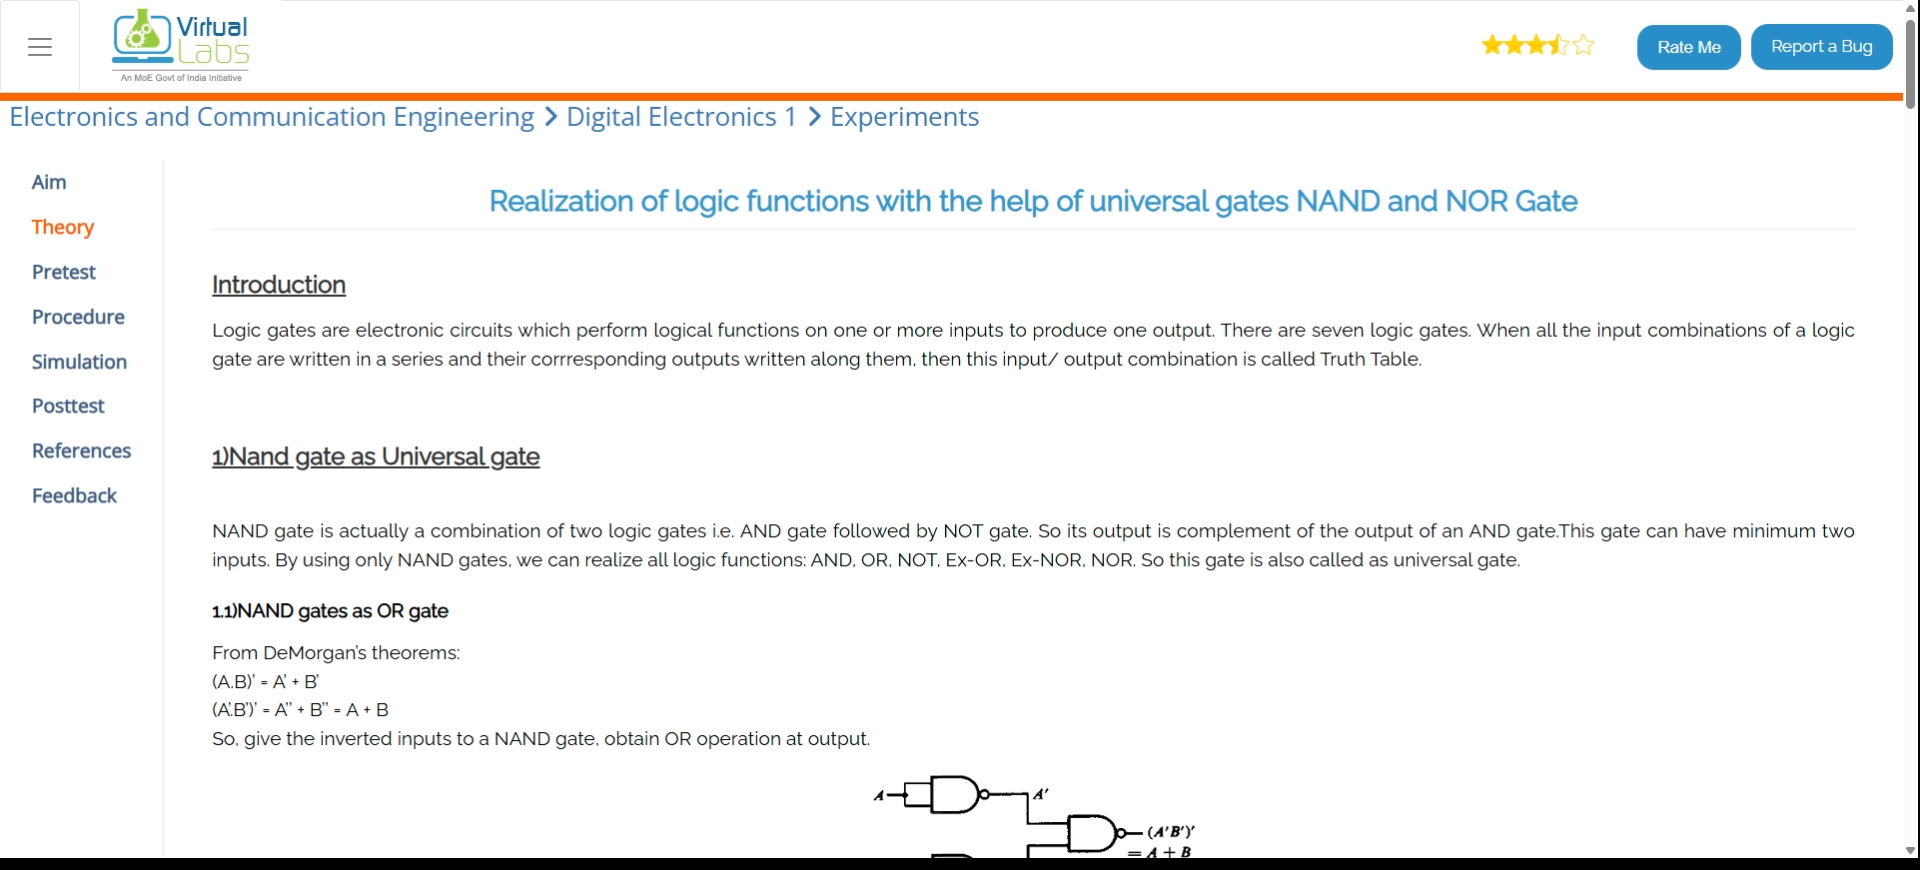 Virtual
Labs
An MoE Govt of India Initiative
Rate Me
Report a Bug
Electronics and Communication Engineering > Digital Electronics 1 > Experiments
Aim
Theory
Pretest
Procedure
Simulation
Posttest
References
Feedback
Realization of logic functions with the help of universal gates NAND and NOR Gate
Introduction
Logic gates are electronic circuits which perform logical functions on one or more inputs to produce one output. There are seven logic gates. When all the input combinations of a logic
gate are written in a series and their corrresponding outputs written along them, then this input/ output combination is called Truth Table.
1)Nand gate as Universal gate
NAND gate is actually a combination of two logic gates i.e. AND gate followed by NOT gate. So its output is complement of the output of an AND gate.This gate can have minimum two
inputs. By using only NAND gates, we can realize all logic functions: AND, OR, NOT, Ex-OR, Ex-NOR, NOR. So this gate is also called as universal gate.
1.1)NAND gates as OR gate
From DeMorgan's theorems:
(A.B)' = A' + B'
(A'.B')' = A'' + B'' = A + B
So, give the inverted inputs to a NAND gate, obtain OR operation at output.
A
A'
(A'B')'
= A + B